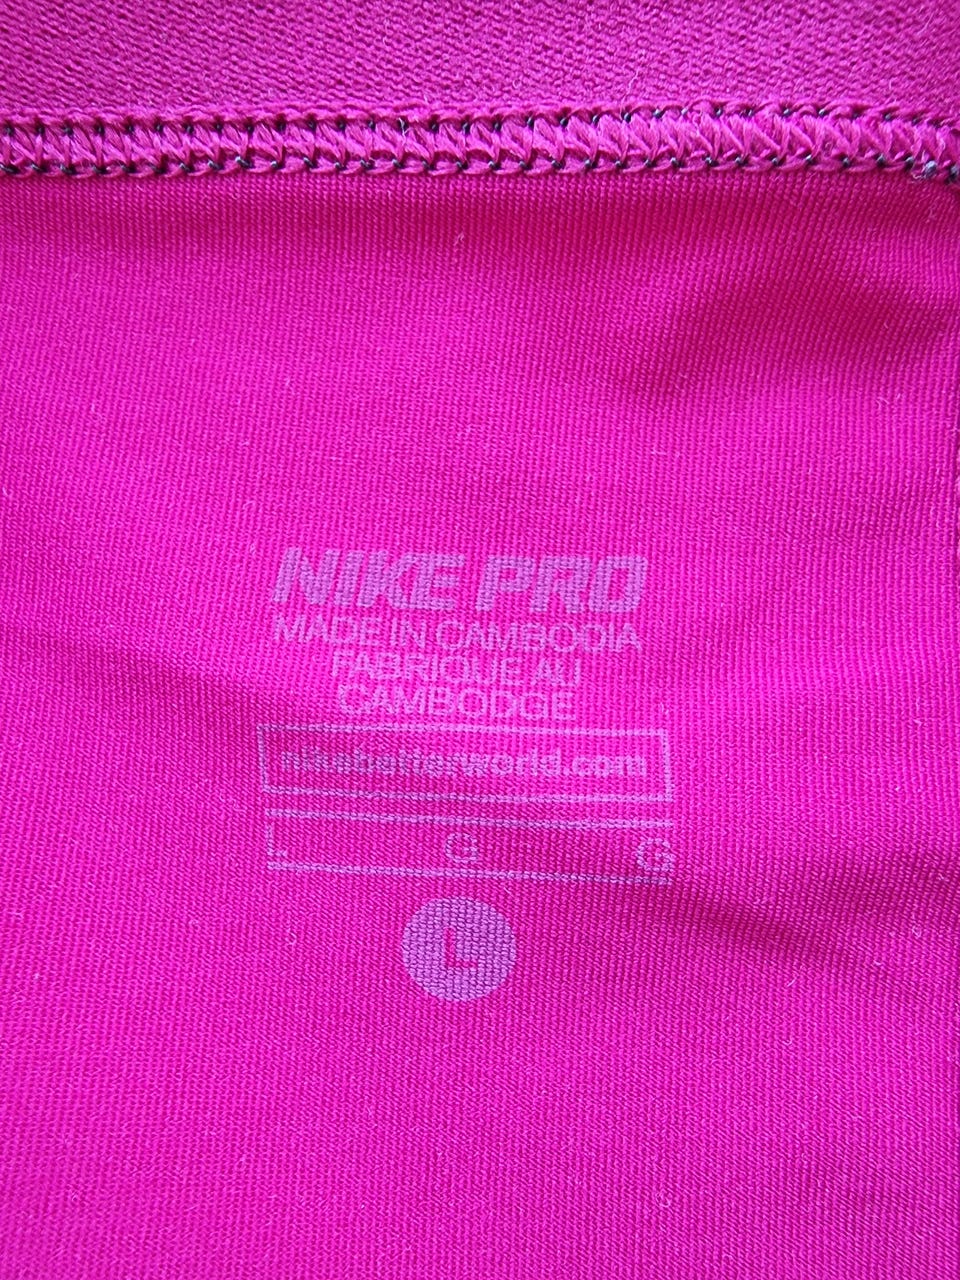 NIKE PRO
MADE IN CAMBODIA
FABRIQUE AU
CAMBODGE
nikebetterworld.com
L G G
L